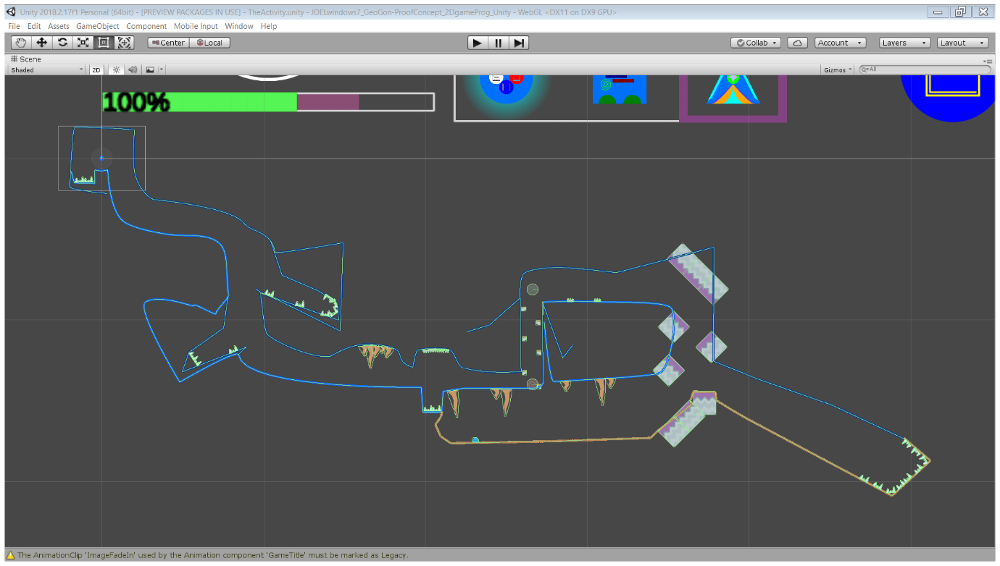 Unity 2018.2.17f1 Personal (64bit) - [PREVIEW PACKAGES IN USE] - TheActivity.unity - JOELwindows7_GeoGon-ProofConcept_2DgameProg_Unity - WebGL <DX11 on DX9 GPU>
File Edit Assets GameObject Component Mobile Input Window Help
Center Local Collab Account Layers Layout
Scene
Shaded 2D Gizmos All
100%
The AnimationClip 'ImageFadeIn' used by the Animation component 'GameTitle' must be marked as Legacy.